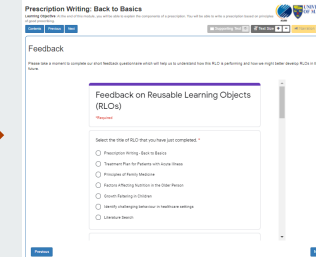 Prescription Writing: Back to Basics
Learning Objective: At the end of this module, you will be able to explain the components of a prescription. You will be able to write a prescription based on principles
of good prescribing.
Contents Previous Next
Supporting Text
Text Size + -
Feedback
Please take a moment to complete our short feedback questionnaire which will help us to understand how this RLO is performing and how we might better develop RLOs in the
future.
Feedback on Reusable Learning Objects
(RLOs)
*Required
Select the title of RLO that you have just completed. *
Prescription Writing - Back to Basics
Treatment Plan for Patients with Acute Illness
Principles of Family Medicine
Factors Affecting Nutrition in the Older Person
Growth Faltering in Children
Identify challenging behaviour in healthcare settings
Literature Search
Previous